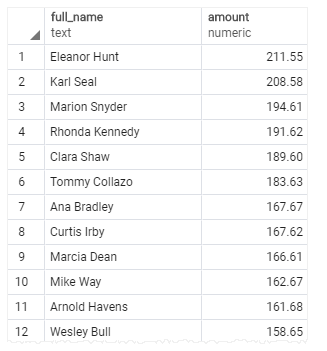 full_name amount
text numeric
1 Eleanor Hunt 211.55
2 Karl Seal 208.58
3 Marion Snyder 194.61
4 Rhonda Kennedy 191.62
5 Clara Shaw 189.60
6 Tommy Collazo 183.63
7 Ana Bradley 167.67
8 Curtis Irby 167.62
9 Marcia Dean 166.61
10 Mike Way 162.67
11 Arnold Havens 161.68
12 Wesley Bull 158.65